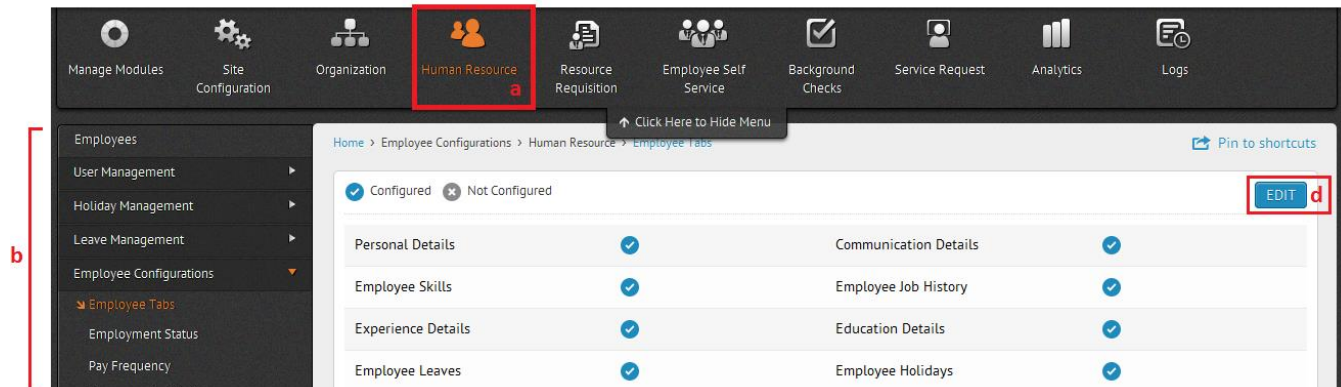 Manage Modules
Site
Configuration
Organization
Human Resource
a
Resource
Requisition
Employee Self
Service
Background
Checks
Service Request
Analytics
Logs
Click Here to Hide Menu
b
Employees
User Management
Holiday Management
Leave Management
Employee Configurations
Employee Tabs
Employment Status
Pay Frequency
Home > Employee Configurations > Human Resource > Employee Tabs
Pin to shortcuts
Configured Not Configured
EDIT d
Personal Details Communication Details
Employee Skills Employee Job History
Experience Details Education Details
Employee Leaves Employee Holidays